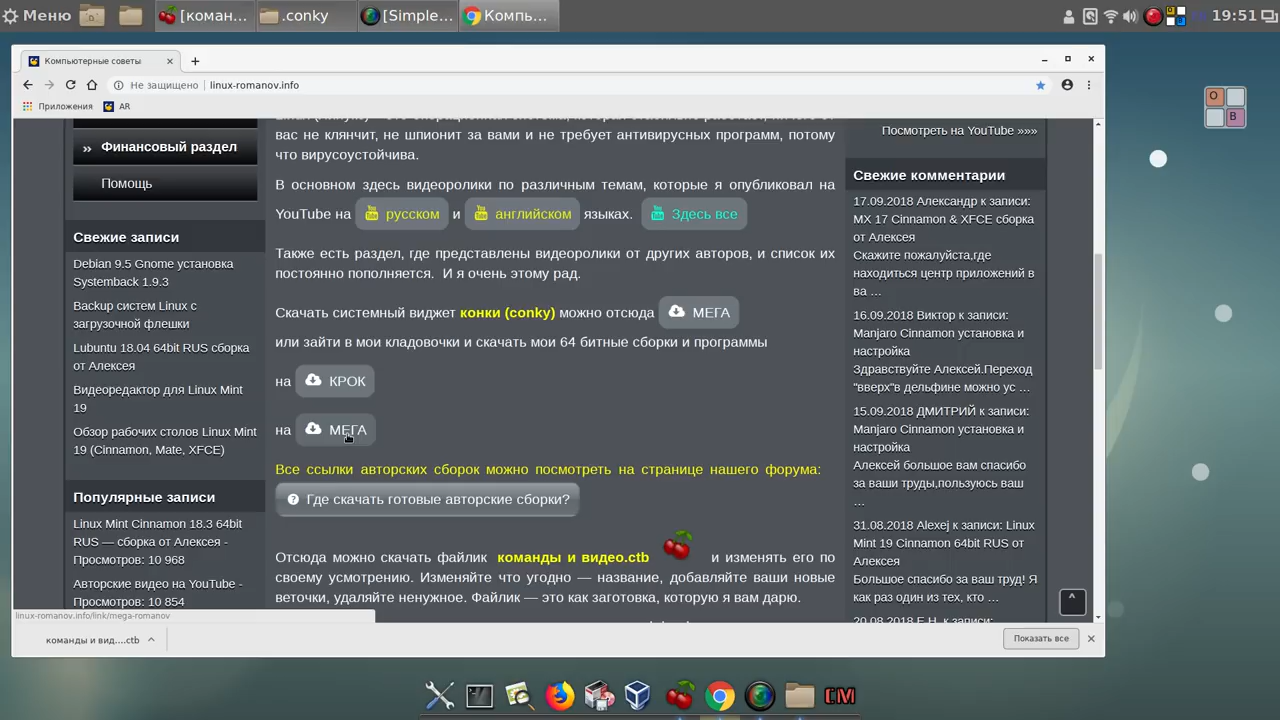 Меню
[коман...
.conky
[Simple...
Компь...
19:51
Компьютерные советы
Не защищено
linux-romanov.info
Приложения
AR
Финансовый раздел
Помощь
Свежие записи
Debian 9.5 Gnome установка
Systemback 1.9.3
Backup систем Linux с
загрузочной флешки
Lubuntu 18.04 64bit RUS сборка
от Алексея
Видеоредактор для Linux Mint
19
Обзор рабочих столов Linux Mint
19 (Cinnamon, Mate, XFCE)
Популярные записи
Linux Mint Cinnamon 18.3 64bit
RUS — сборка от Алексея -
Просмотров: 10 968
Авторские видео на YouTube -
Просмотров: 10 854
вас не клянчит, не шпионит за вами и не требует антивирусных программ, потому
что вирусоустойчива.
В основном здесь видеоролики по различным темам, которые я опубликовал на
YouTube на русском и английском языках. Здесь все
Также есть раздел, где представлены видеоролики от других авторов, и список их
постоянно пополняется. И я очень этому рад.
Скачать системный виджет конки (conky) можно отсюда МЕГА
или зайти в мои кладовочки и скачать мои 64 битные сборки и программы
на КРОК
на МЕГА
Все ссылки авторских сборок можно посмотреть на странице нашего форума:
Где скачать готовые авторские сборки?
Отсюда можно скачать файлик команды и видео.ctb и изменять его по
своему усмотрению. Изменяйте что угодно — название, добавляйте ваши новые
веточки, удаляйте ненужное. Файлик — это как заготовка, которую я вам дарю.
Посмотреть на YouTube »»»
Свежие комментарии
17.09.2018 Александр к записи:
MX 17 Cinnamon & XFCE сборка
от Алексея
Скажите пожалуйста,где
находиться центр приложений в
ва ...
16.09.2018 Виктор к записи:
Manjaro Cinnamon установка и
настройка
Здравствуйте Алексей.Переход
"вверх"в дельфине можно ус ...
15.09.2018 ДМИТРИЙ к записи:
Manjaro Cinnamon установка и
настройка
Алексей большое вам спасибо
за ваши труды,пользуюсь ваш
...
31.08.2018 Alexej к записи: Linux
Mint 19 Cinnamon 64bit RUS от
Алексея
Большое спасибо за ваш труд! Я
как раз один из тех, кто ...
20.08.2018 Е.Н. к записи:
linux-romanov.info/link/mega-romanov
команды и вид....ctb
Показать все
O
B
CM